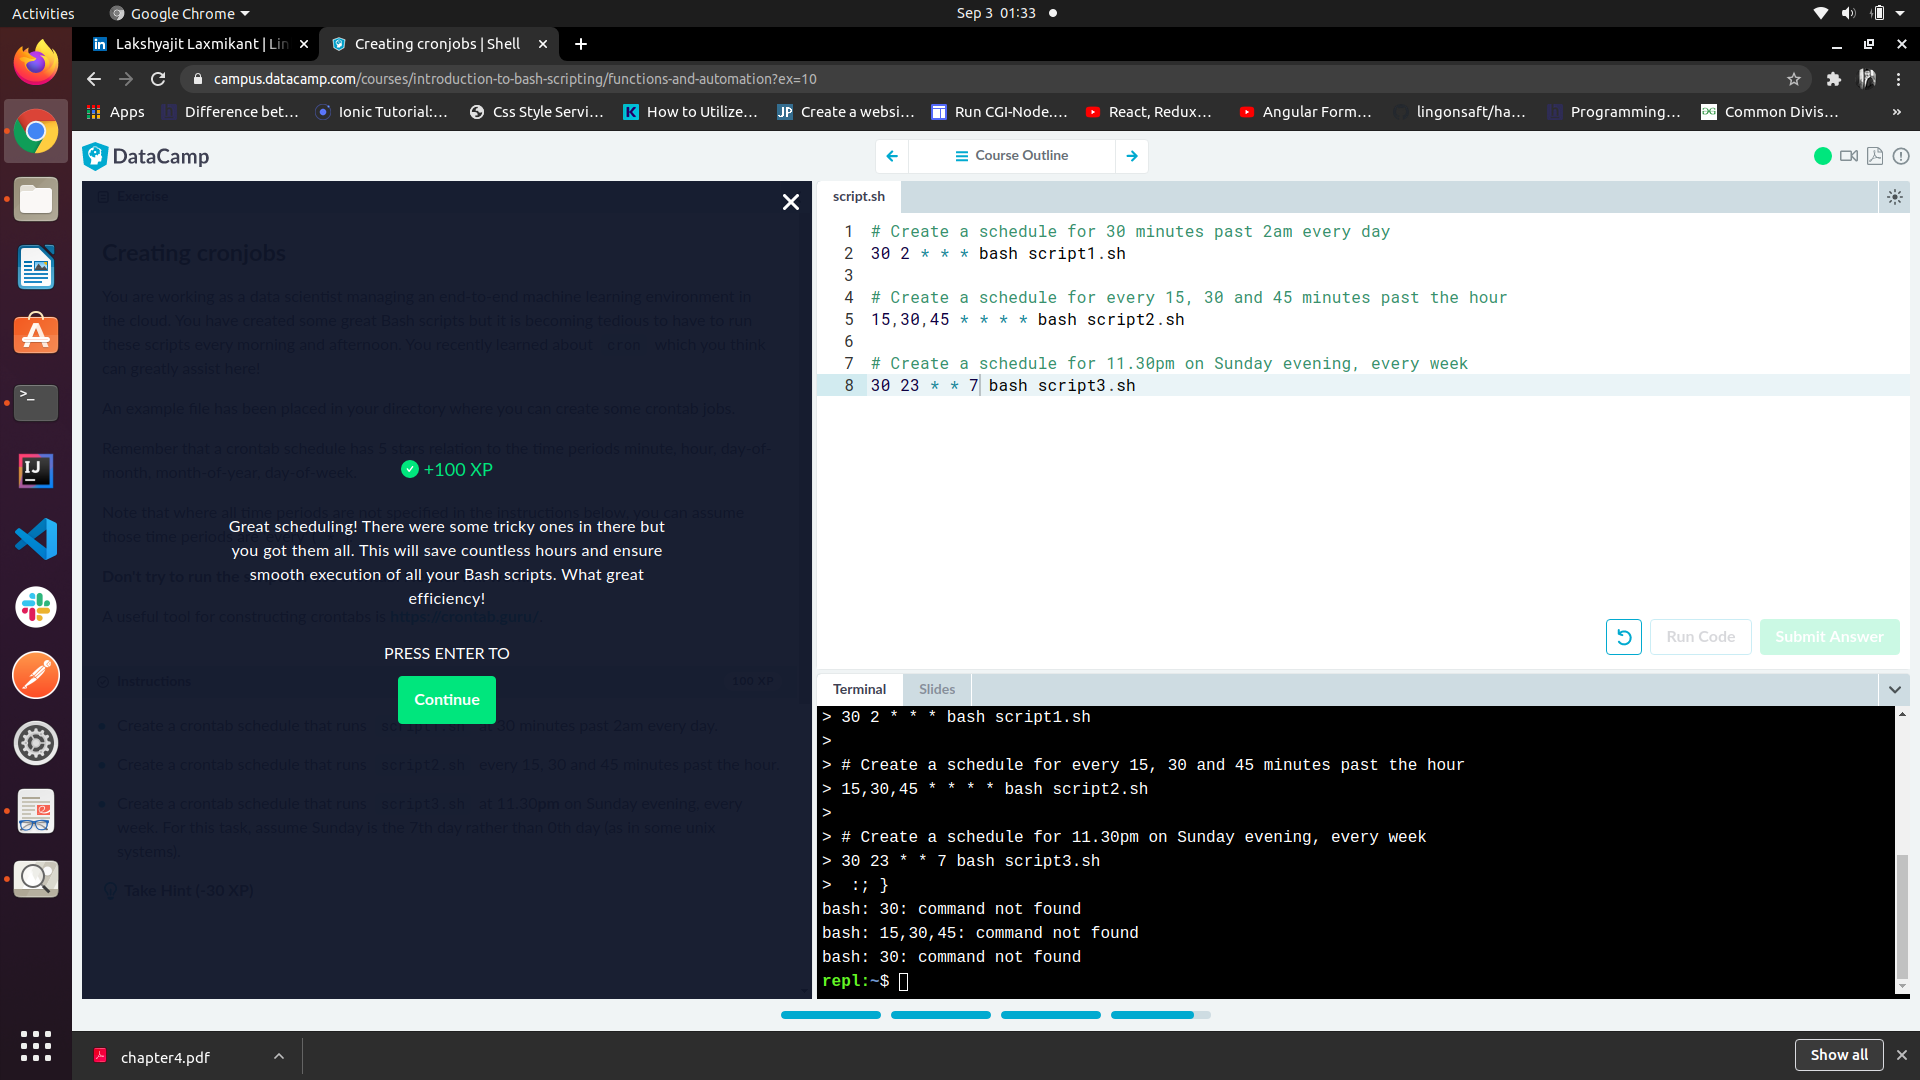 Activities
Google Chrome
Sep 3 01:33
Lakshyajit Laxmikant | Lin
Creating cronjobs | Shell
campus.datacamp.com/courses/introduction-to-bash-scripting/functions-and-automation?ex=10
Apps
Difference bet...
Ionic Tutorial:...
Css Style Servi...
How to Utilize...
Create a websi...
Run CGI-Node....
React, Redux...
Angular Form...
lingonsaft/ha...
Programming...
Common Divis...
»
DataCamp
Course Outline
Exercise
Creating cronjobs
You are working as a data scientist managing an end-to-end machine learning environment in
the cloud. You have created some great Bash scripts but it is becoming tedious to have to run
these scripts every morning and afternoon. You recently learned about cron which you think
can greatly assist here!
An example file has been placed in your directory where you can create some crontab jobs.
Remember that a crontab schedule has 5 stars relation to the time periods minute, hour, day-of-
month, month-of-year, day-of-week.
Note that where all time periods are not specified in the instructions below, you can assume
those time periods are
Don't try to run the
A useful tool for constructing crontabs is https://crontab.guru/.
+100 XP
Great scheduling! There were some tricky ones in there but
you got them all. This will save countless hours and ensure
smooth execution of all your Bash scripts. What great
efficiency!
PRESS ENTER TO
Continue
Instructions
100 XP
Create a crontab schedule that runs script1.sh at 30 minutes past 2am every day.
Create a crontab schedule that runs script2.sh every 15, 30 and 45 minutes past the hour.
Create a crontab schedule that runs script3.sh at 11.30pm on Sunday evening, every
week. For this task, assume Sunday is the 7th day rather than 0th day (as in some unix
systems)
Take Hint (-30 XP)
script.sh
1 # Create a schedule for 30 minutes past 2am every day
2 30 2 * * * bash script1.sh
3
4 # Create a schedule for every 15, 30 and 45 minutes past the hour
5 15,30,45 * * * * bash script2.sh
6
7 # Create a schedule for 11.30pm on Sunday evening, every week
8 30 23 * * 7 bash script3.sh
Run Code
Submit Answer
Terminal
Slides
> 30 2 * * * bash script1.sh
>
> # Create a schedule for every 15, 30 and 45 minutes past the hour
> 15,30,45 * * * * bash script2.sh
>
> # Create a schedule for 11.30pm on Sunday evening, every week
> 30 23 * * 7 bash script3.sh
> :; }
bash: 30: command not found
bash: 15,30,45: command not found
bash: 30: command not found
repl:~$
chapter4.pdf
Show all